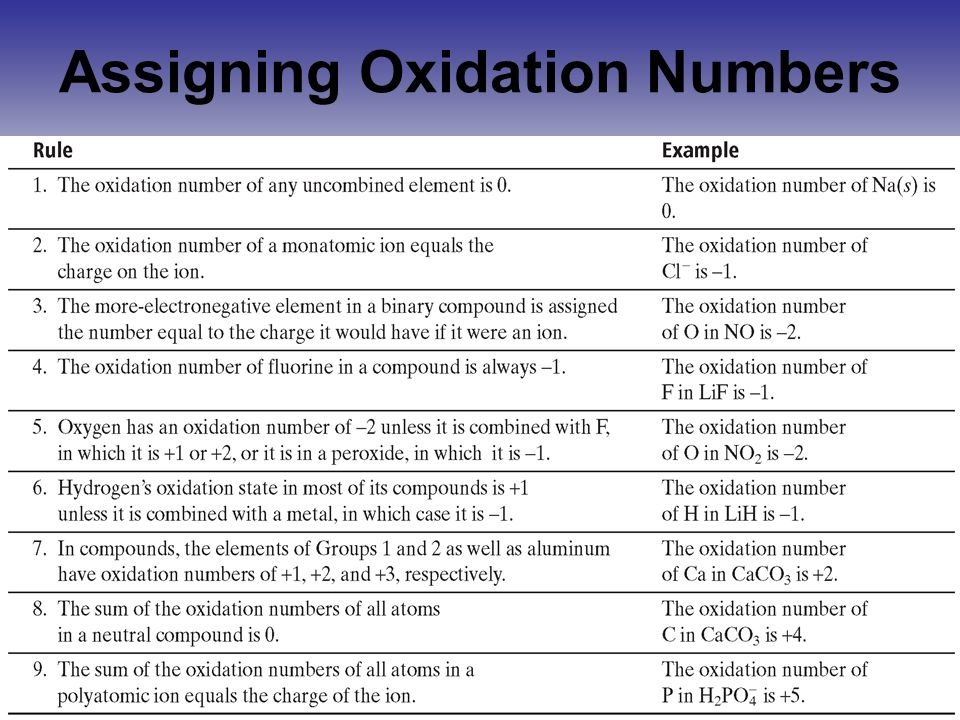 Assigning Oxidation Numbers
Rule Example
1. The oxidation number of any uncombined element is 0. The oxidation number of Na(s) is
0.
2. The oxidation number of a monatomic ion equals the The oxidation number of
charge on the ion. Cl⁻ is –1.
3. The more-electronegative element in a binary compound is assigned The oxidation number
the number equal to the charge it would have if it were an ion. of O in NO is –2.
4. The oxidation number of fluorine in a compound is always –1. The oxidation number of
F in LiF is –1.
5. Oxygen has an oxidation number of –2 unless it is combined with F, The oxidation number
in which it is +1 or +2, or it is in a peroxide, in which it is –1. of O in NO₂ is –2.
6. Hydrogen's oxidation state in most of its compounds is +1 The oxidation number
unless it is combined with a metal, in which case it is –1. of H in LiH is –1.
7. In compounds, the elements of Groups 1 and 2 as well as aluminum The oxidation number
have oxidation numbers of +1, +2, and +3, respectively. of Ca in CaCO₃ is +2.
8. The sum of the oxidation numbers of all atoms The oxidation number of
in a neutral compound is 0. C in CaCO₃ is +4.
9. The sum of the oxidation numbers of all atoms in a The oxidation number of
polyatomic ion equals the charge of the ion. P in H₂PO₄⁻ is +5.